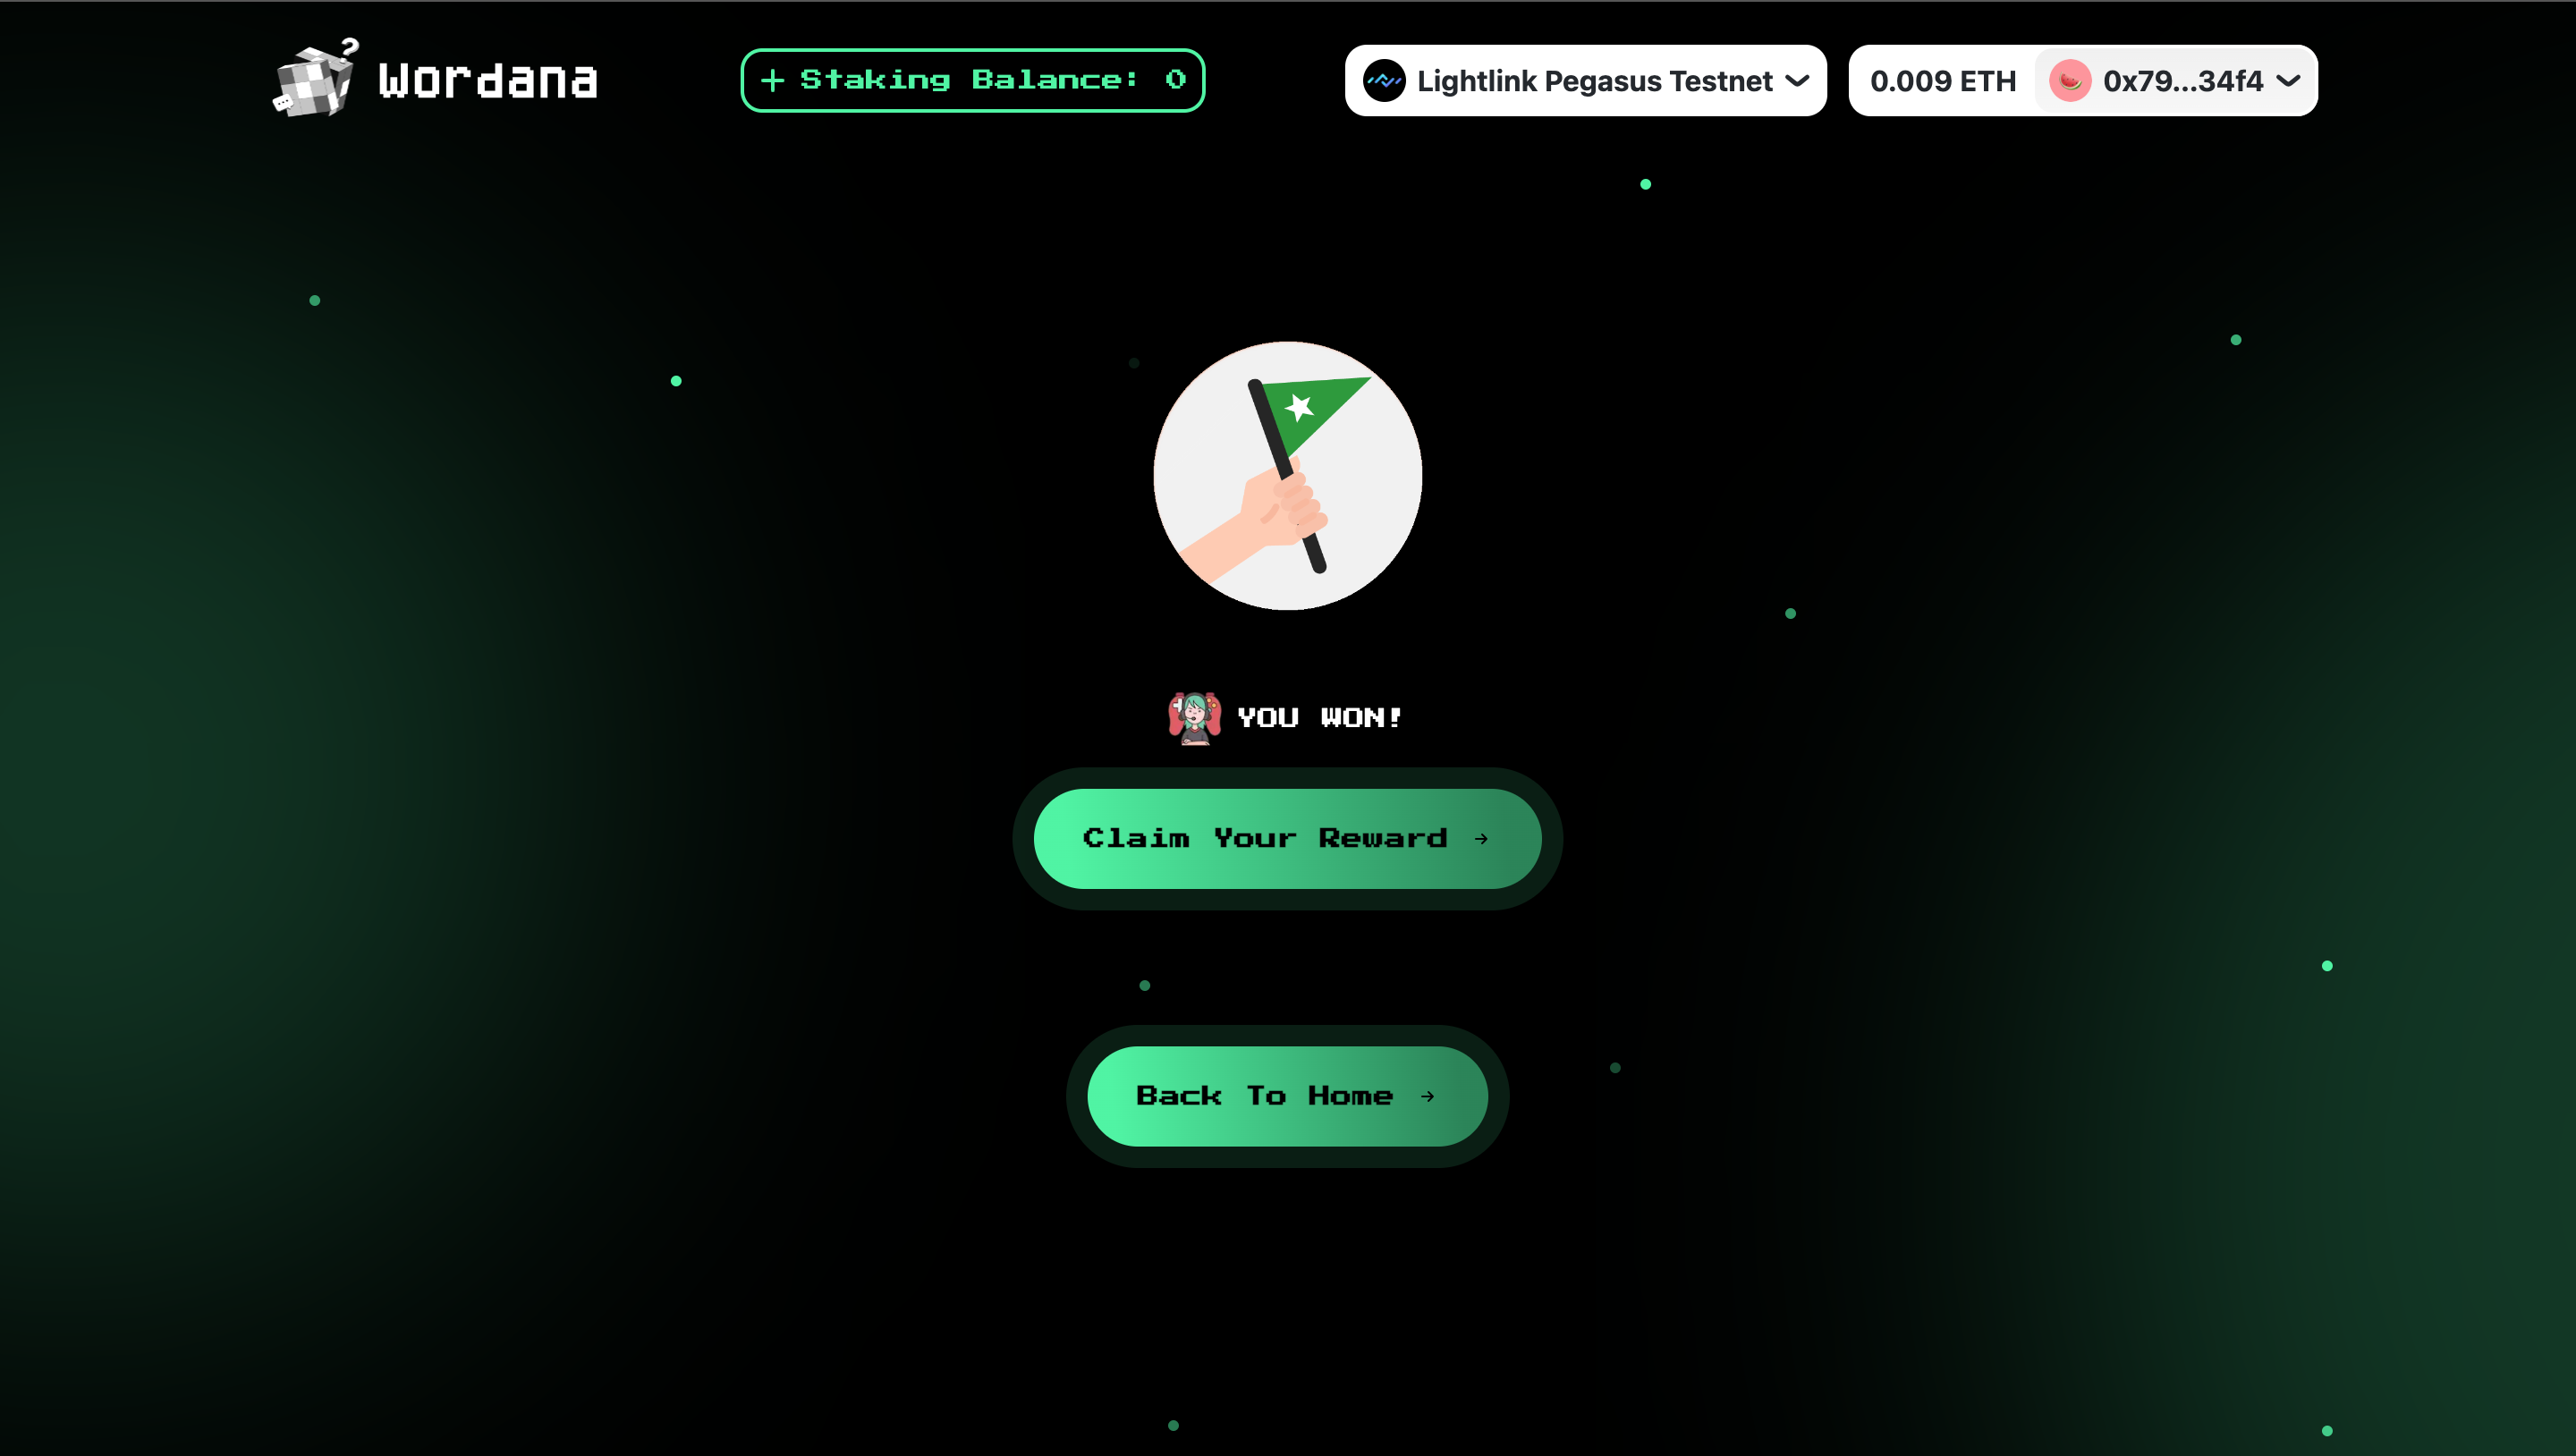 Wordana
+ Staking Balance: 0
Lightlink Pegasus Testnet
0.009 ETH
0x79...34f4
YOU WON!
Claim Your Reward →
Back To Home →